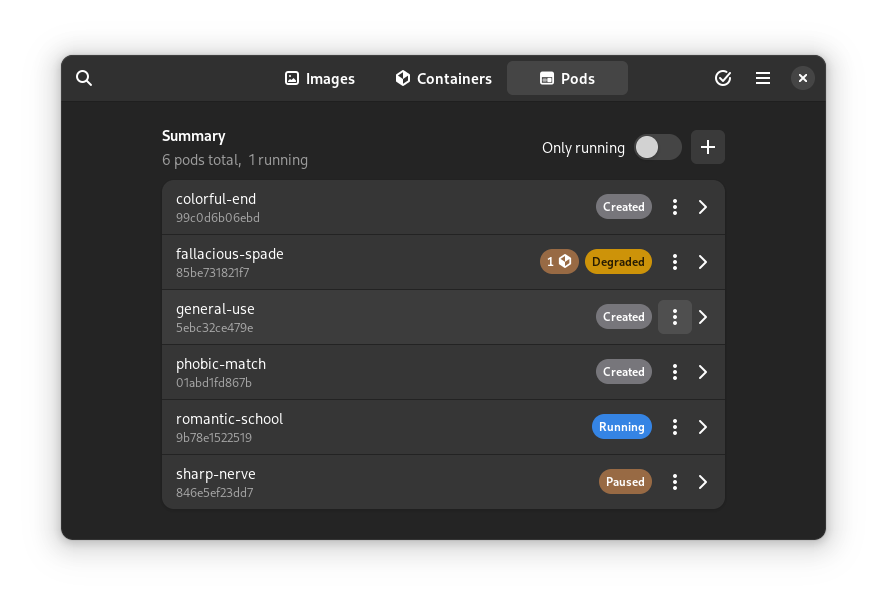 Images Containers Pods
Summary
6 pods total, 1 running
Only running
colorful-end
99c0d6b06ebd
Created
fallacious-spade
85be731821f7
1 Degraded
general-use
5ebc32ce479e
Created
phobic-match
01abd1fd867b
Created
romantic-school
9b78e1522519
Running
sharp-nerve
846e5ef23dd7
Paused